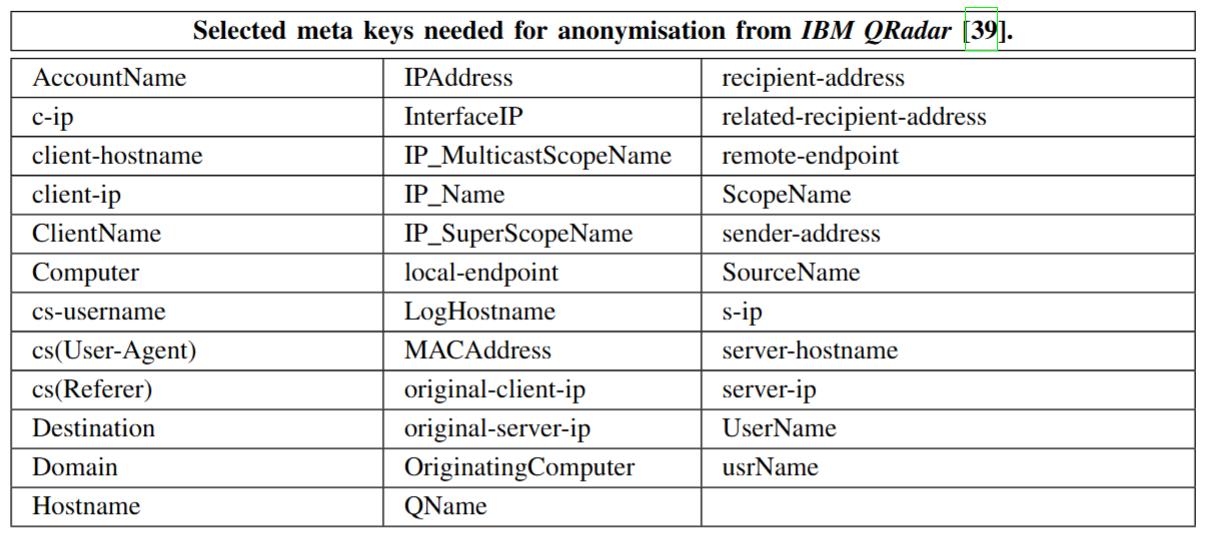 Selected meta keys needed for anonymisation from IBM QRadar [39].
AccountName IPAddress recipient-address
c-ip InterfaceIP related-recipient-address
client-hostname IP_MulticastScopeName remote-endpoint
client-ip IP_Name ScopeName
ClientName IP_SuperScopeName sender-address
Computer local-endpoint SourceName
cs-username LogHostname s-ip
cs(User-Agent) MACAddress server-hostname
cs(Referer) original-client-ip server-ip
Destination original-server-ip UserName
Domain OriginatingComputer usrName
Hostname QName